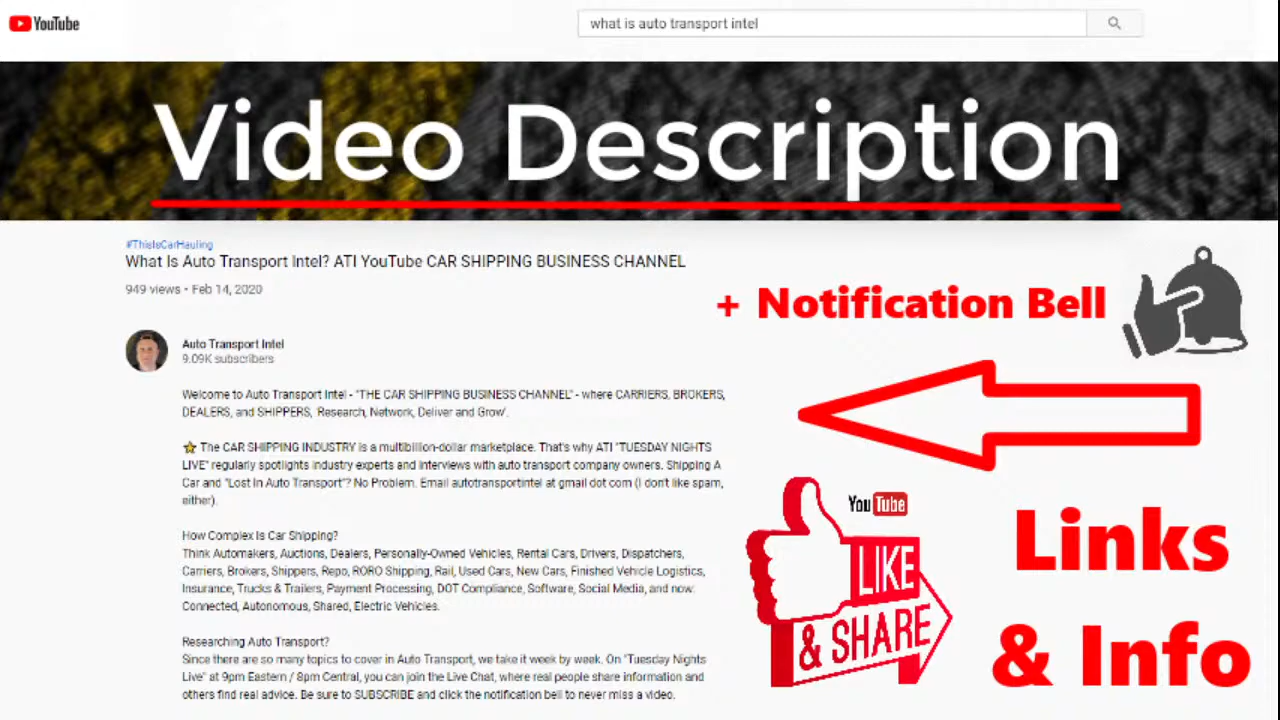 YouTube
what is auto transport intel
Video Description
#ThisIsCarHauling
What Is Auto Transport Intel? ATI YouTube CAR SHIPPING BUSINESS CHANNEL
949 views • Feb 14, 2020
+ Notification Bell
Auto Transport Intel
9.09K subscribers
Welcome to Auto Transport Intel - "THE CAR SHIPPING BUSINESS CHANNEL" - where CARRIERS, BROKERS,
DEALERS, and SHIPPERS, 'Research, Network, Deliver and Grow'.
⭐ The CAR SHIPPING INDUSTRY is a multibillion-dollar marketplace. That's why ATI "TUESDAY NIGHTS
LIVE" regularly spotlights industry experts and interviews with auto transport company owners. Shipping A
Car and "Lost In Auto Transport"? No Problem. Email autotransportintel at gmail dot com (I don't like spam,
either).
How Complex Is Car Shipping?
Think Automakers, Auctions, Dealers, Personally-Owned Vehicles, Rental Cars, Drivers, Dispatchers,
Carriers, Brokers, Shippers, Repo, RORO Shipping, Rail, Used Cars, New Cars, Finished Vehicle Logistics,
Insurance, Trucks & Trailers, Payment Processing, DOT Compliance, Software, Social Media, and now:
Connected, Autonomous, Shared, Electric Vehicles.
Researching Auto Transport?
Since there are so many topics to cover in Auto Transport, we take it week by week. On "Tuesday Nights
Live" at 9pm Eastern / 8pm Central, you can join the Live Chat, where real people share information and
others find real advice. Be sure to SUBSCRIBE and click the notification bell to never miss a video.
YouTube
LIKE
& SHARE
Links
& Info